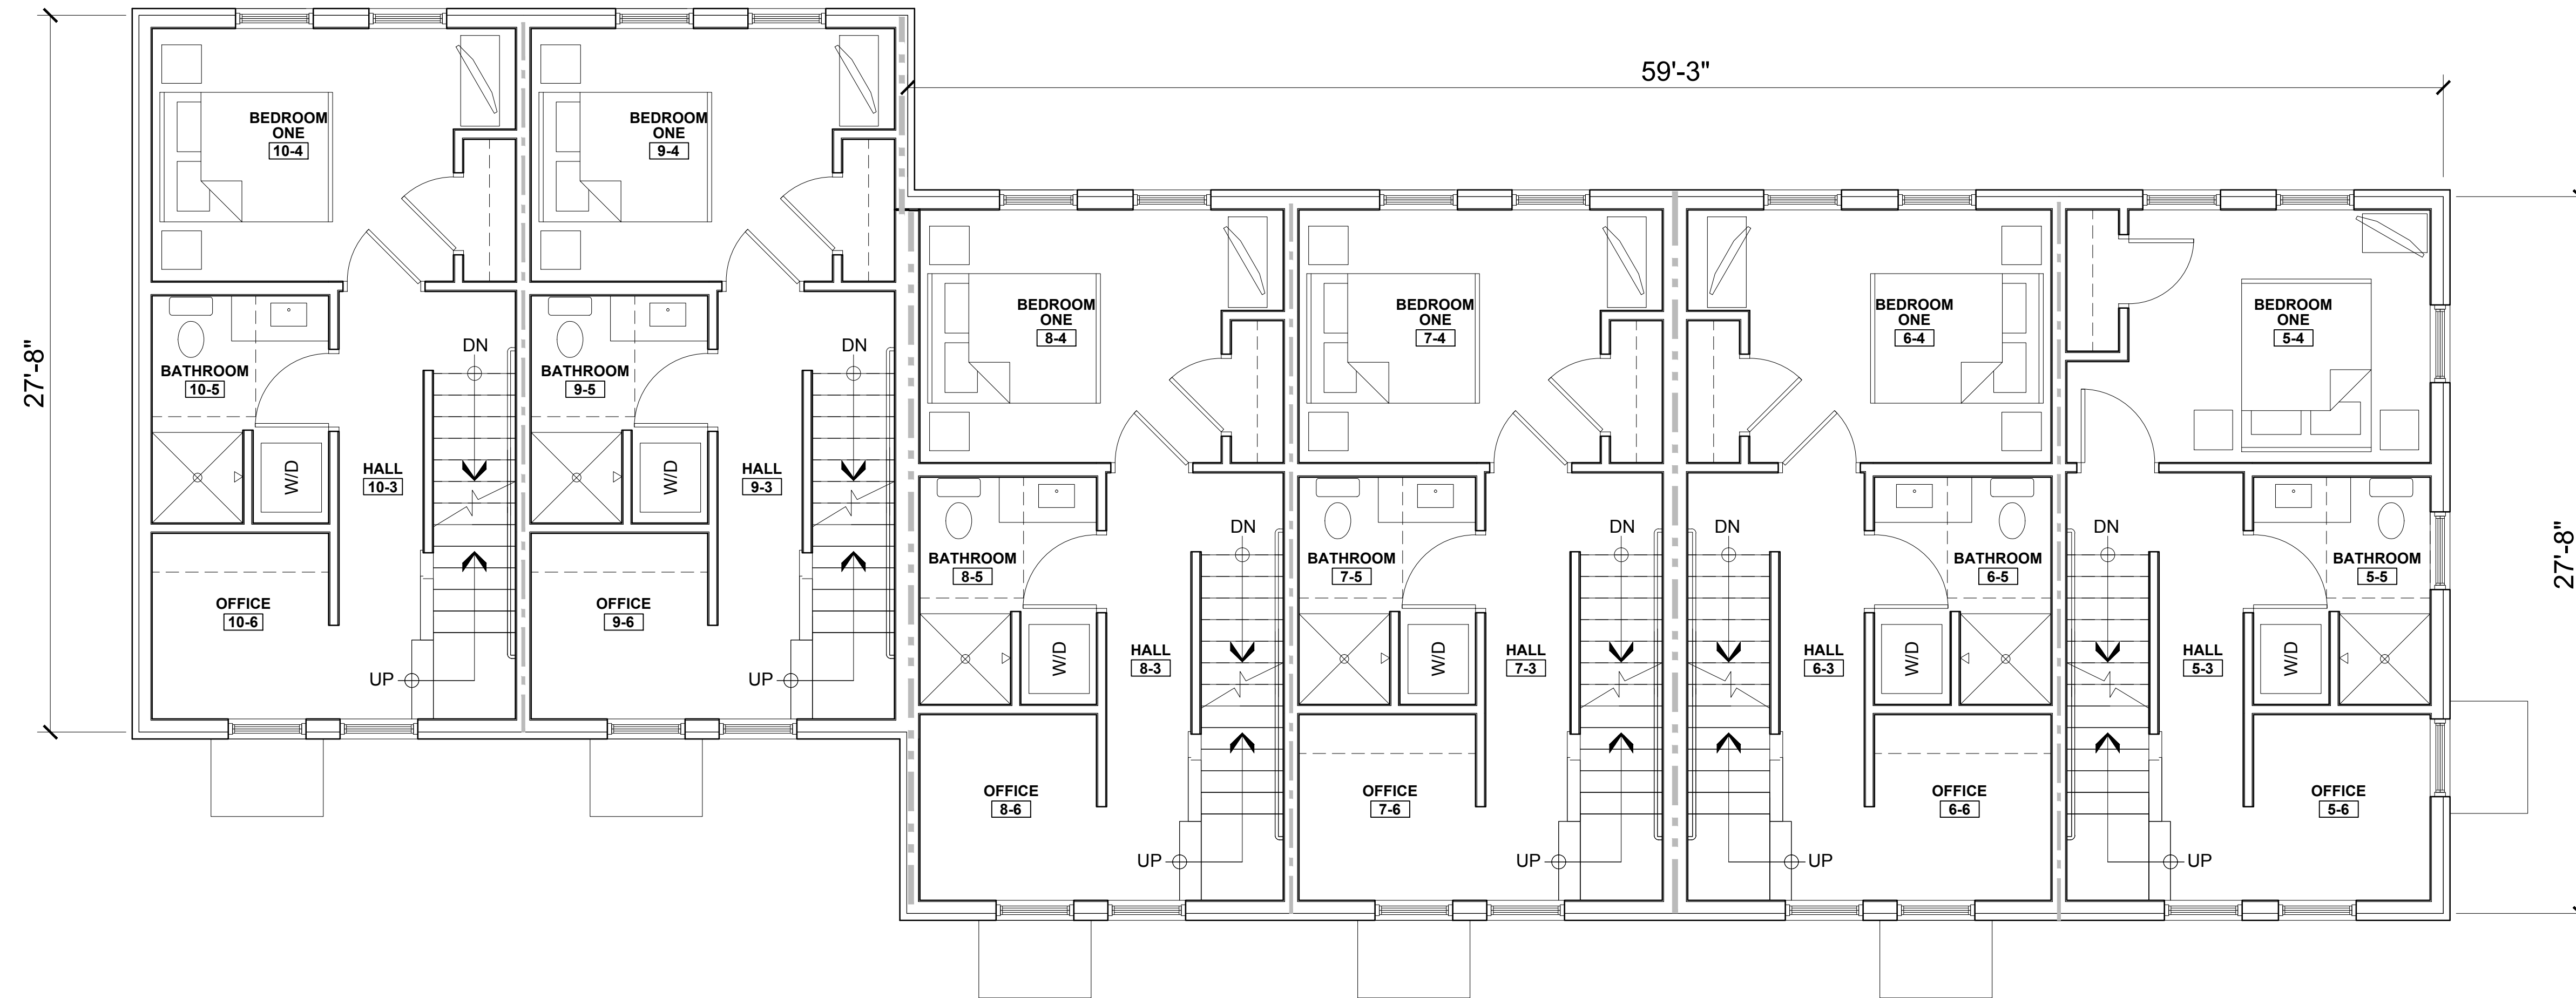 59'-3"
27'-8"
BEDROOM
ONE
10-4
BEDROOM
ONE
9-4
BEDROOM
ONE
8-4
BEDROOM
ONE
7-4
BEDROOM
ONE
6-4
BEDROOM
ONE
5-4
BATHROOM
10-5
DN
W/D
HALL
10-3
OFFICE
10-6
UP
BATHROOM
9-5
DN
W/D
HALL
9-3
OFFICE
9-6
UP
BATHROOM
8-5
DN
W/D
HALL
8-3
OFFICE
8-6
UP
BATHROOM
7-5
DN
W/D
HALL
7-3
OFFICE
7-6
UP
DN
BATHROOM
6-5
HALL
6-3
W/D
OFFICE
6-6
UP
DN
BATHROOM
5-5
HALL
5-3
W/D
OFFICE
5-6
UP
27'-8"